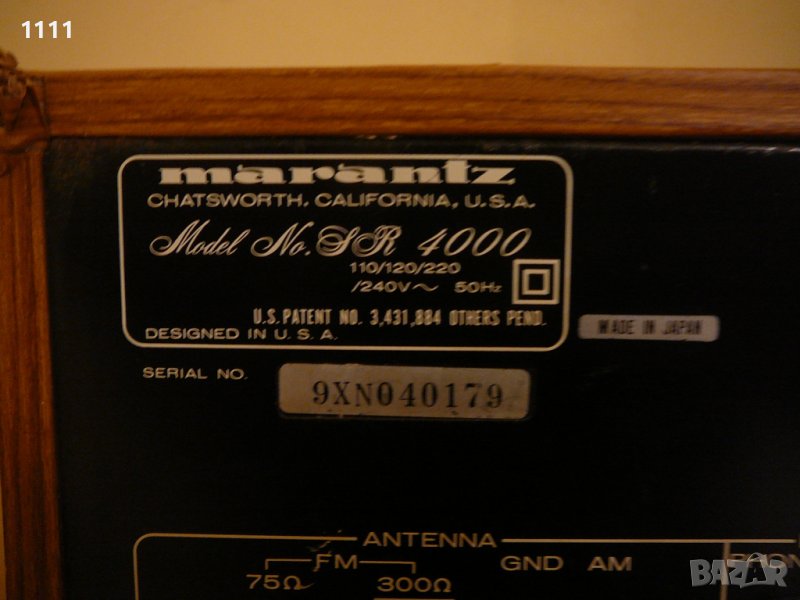 1111
marantz
CHATSWORTH, CALIFORNIA, U.S.A.
Model No. SR 4000
110/120/220
/240V~ 50Hz
U.S. PATENT NO. 3,431,884 OTHERS PEND.
DESIGNED IN U.S.A.
MADE IN JAPAN
SERIAL NO.
9XN040179
ANTENNA
FM
GND AM
75Ω 300Ω
BAZAR